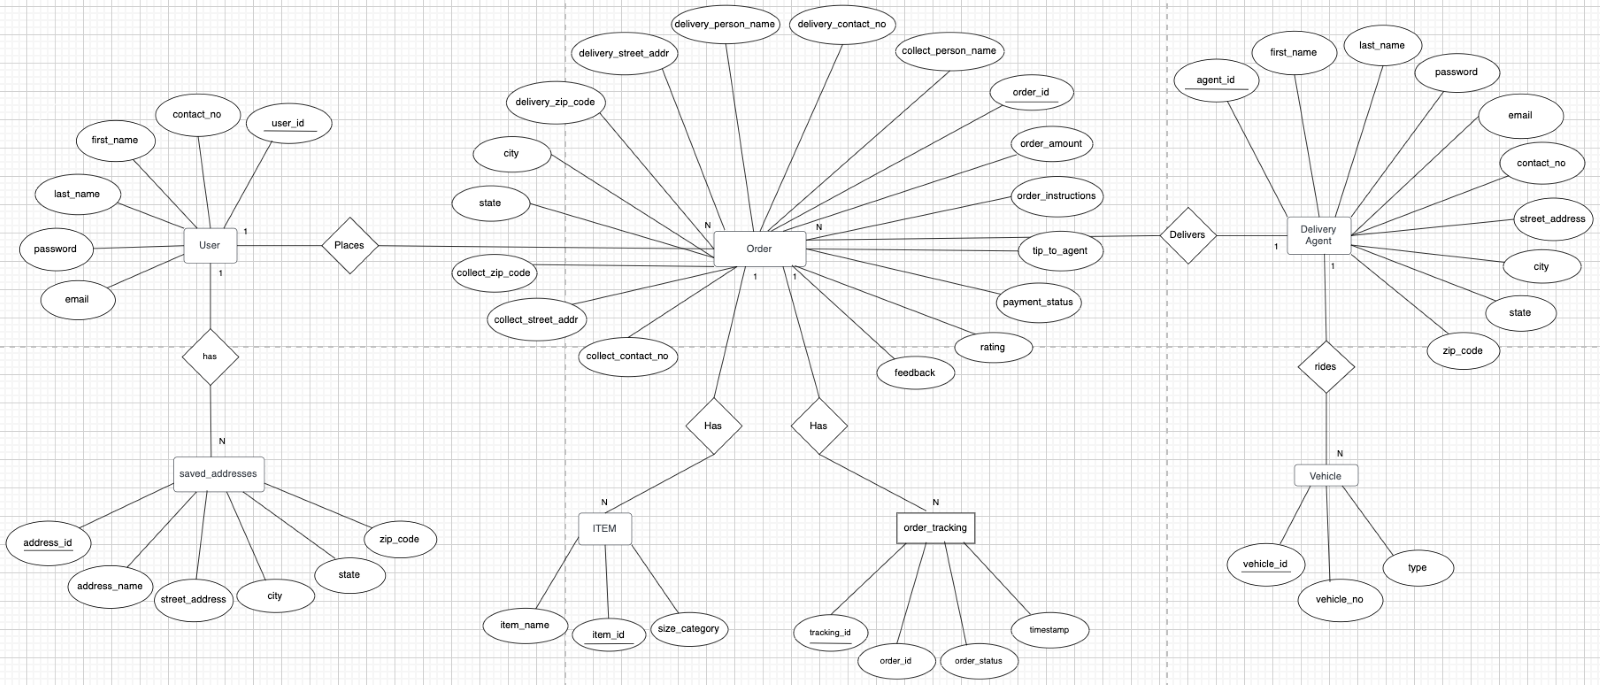 delivery_person_name
delivery_contact_no
delivery_street_addr
collect_person_name
first_name
last_name
agent_id
password
delivery_zip_code
order_id
contact_no
user_id
email
first_name
city
order_amount
contact_no
last_name
state
order_instructions
street_address
password
User
1
1
Places
N
Order
N
1
1
tip_to_agent
Delivers
1
Delivery
Agent
1
city
email
collect_zip_code
payment_status
state
collect_street_addr
rating
zip_code
has
collect_contact_no
feedback
rides
Has
Has
N
N
saved_addresses
Vehicle
N
N
ITEM
order_tracking
address_id
zip_code
address_name
street_address
city
state
vehicle_id
vehicle_no
type
item_name
item_id
size_category
tracking_id
order_id
order_status
timestamp